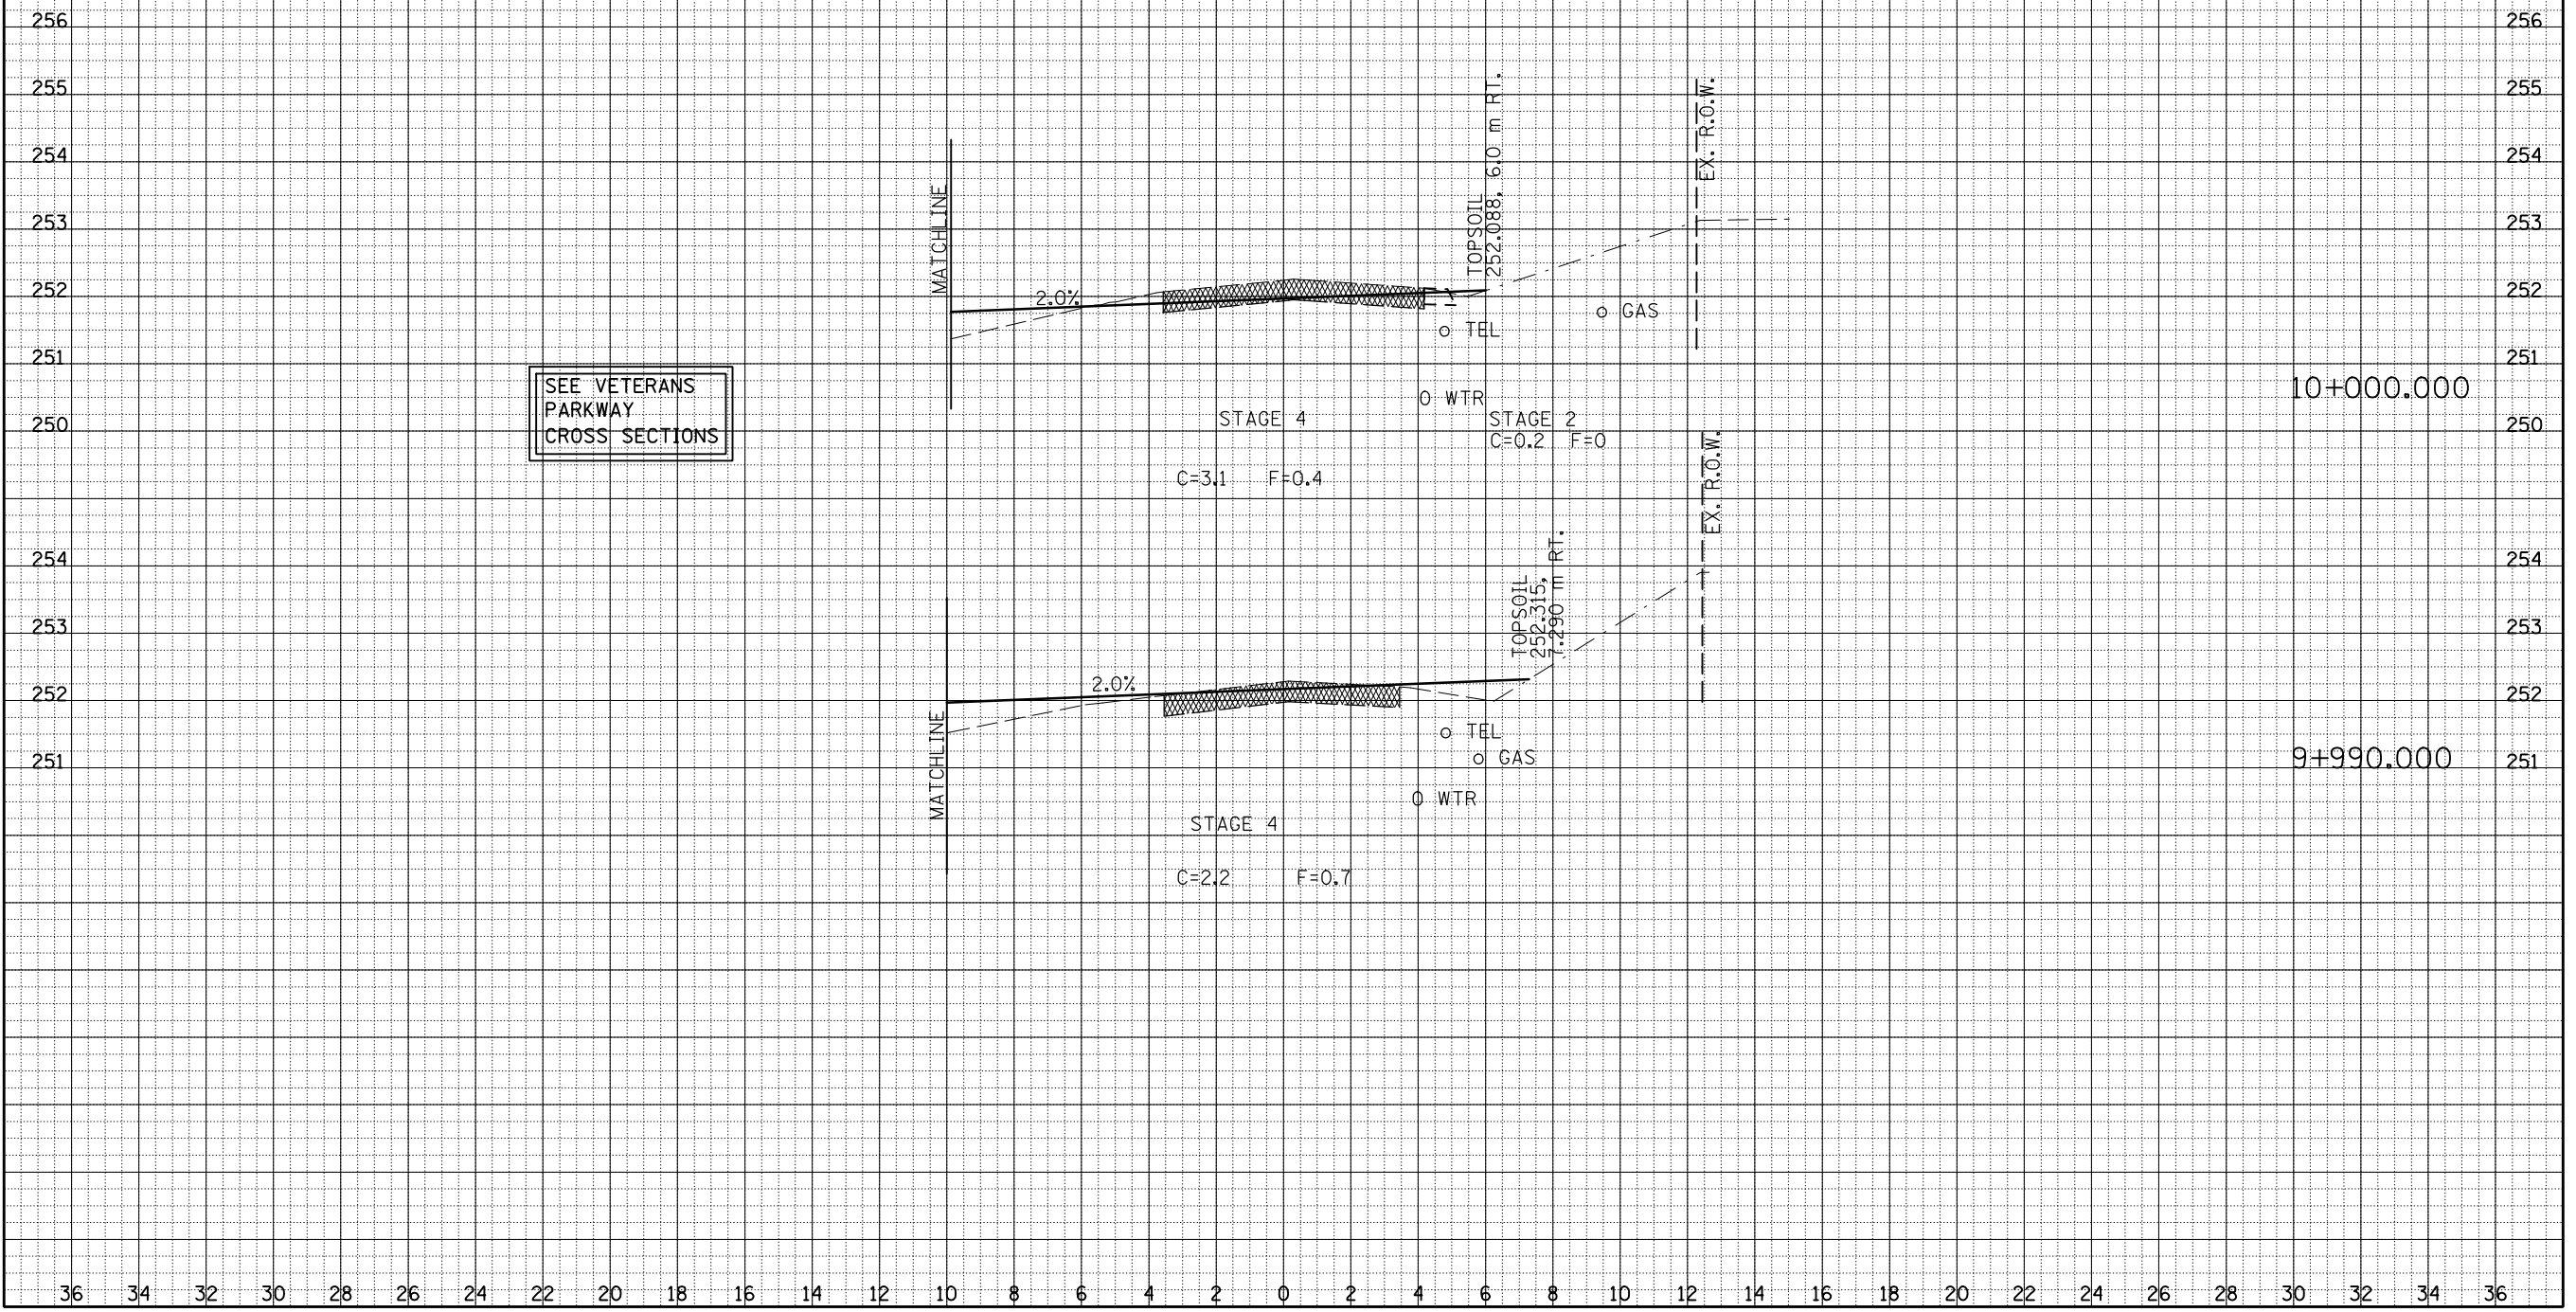 256 256
255 255
254 254
253 253
252 252
251 251
250 250
MATCHLINE
2.0%
TOPSOIL
252.088, 6.0 m RT.
EX. R.O.W.
GAS
TEL
WTR
SEE VETERANS
PARKWAY
CROSS SECTIONS
10+000.000
STAGE 4
STAGE 2
C=0.2 F=0
C=3.1 F=0.4
254 254
253 253
252 252
251 251
MATCHLINE
2.0%
TOPSOIL
252.315,
7.290 m RT.
EX. R.O.W.
TEL
GAS
WTR
9+990.000
STAGE 4
C=2.2 F=0.7
36 34 32 30 28 26 24 22 20 18 16 14 12 10 8 6 4 2 0 2 4 6 8 10 12 14 16 18 20 22 24 26 28 30 32 34 36